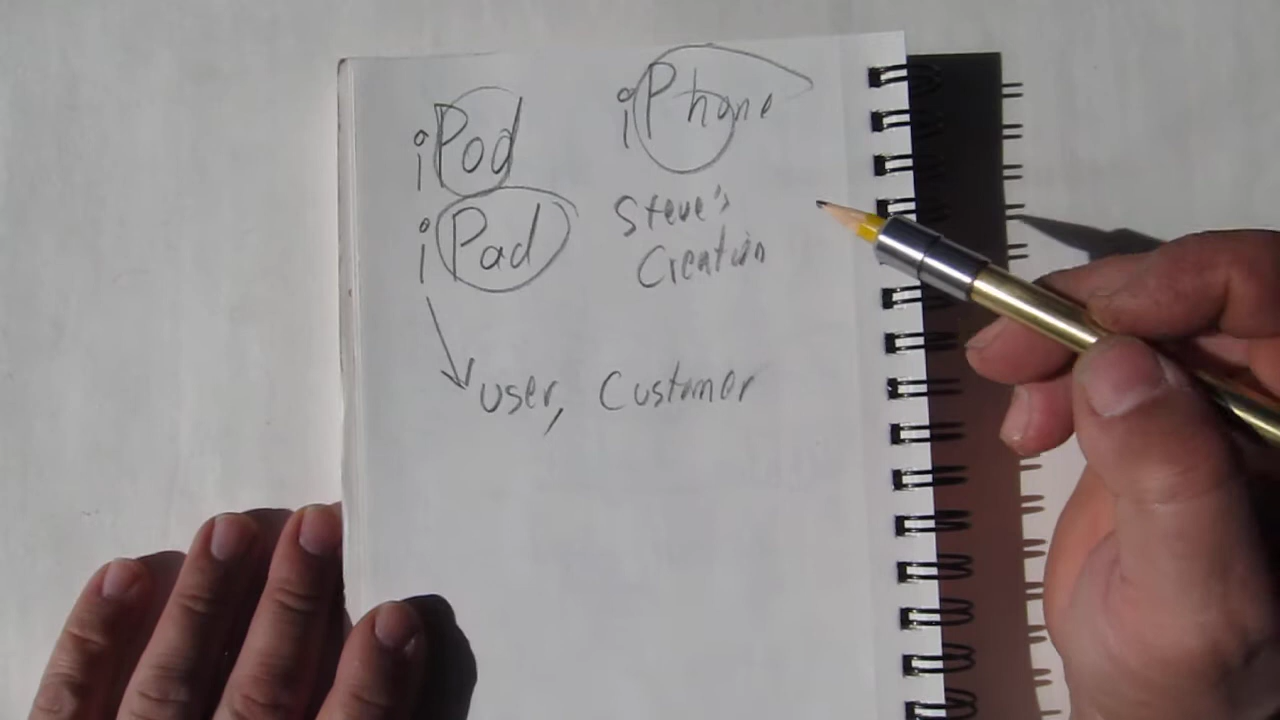 iPod
iPhone
iPad
Steve's
Creation
user, Customer